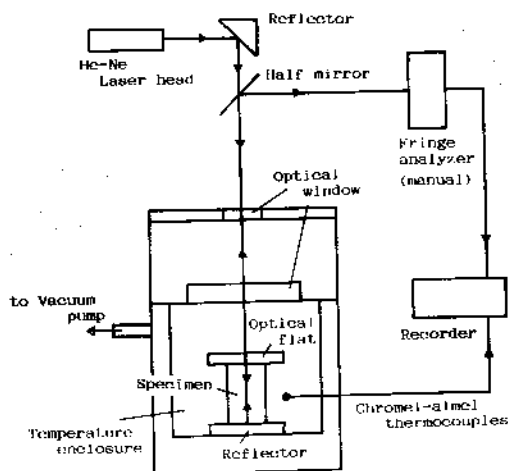 Reflector
He-Ne
Laser head
Half mirror
Fringe
analyzer
(manual)
Optical
window
to Vacuum
pump
Optical
flat
Recorder
Specimen
Chromel-almel
thermocouples
Temperature
enclosure
Reflector